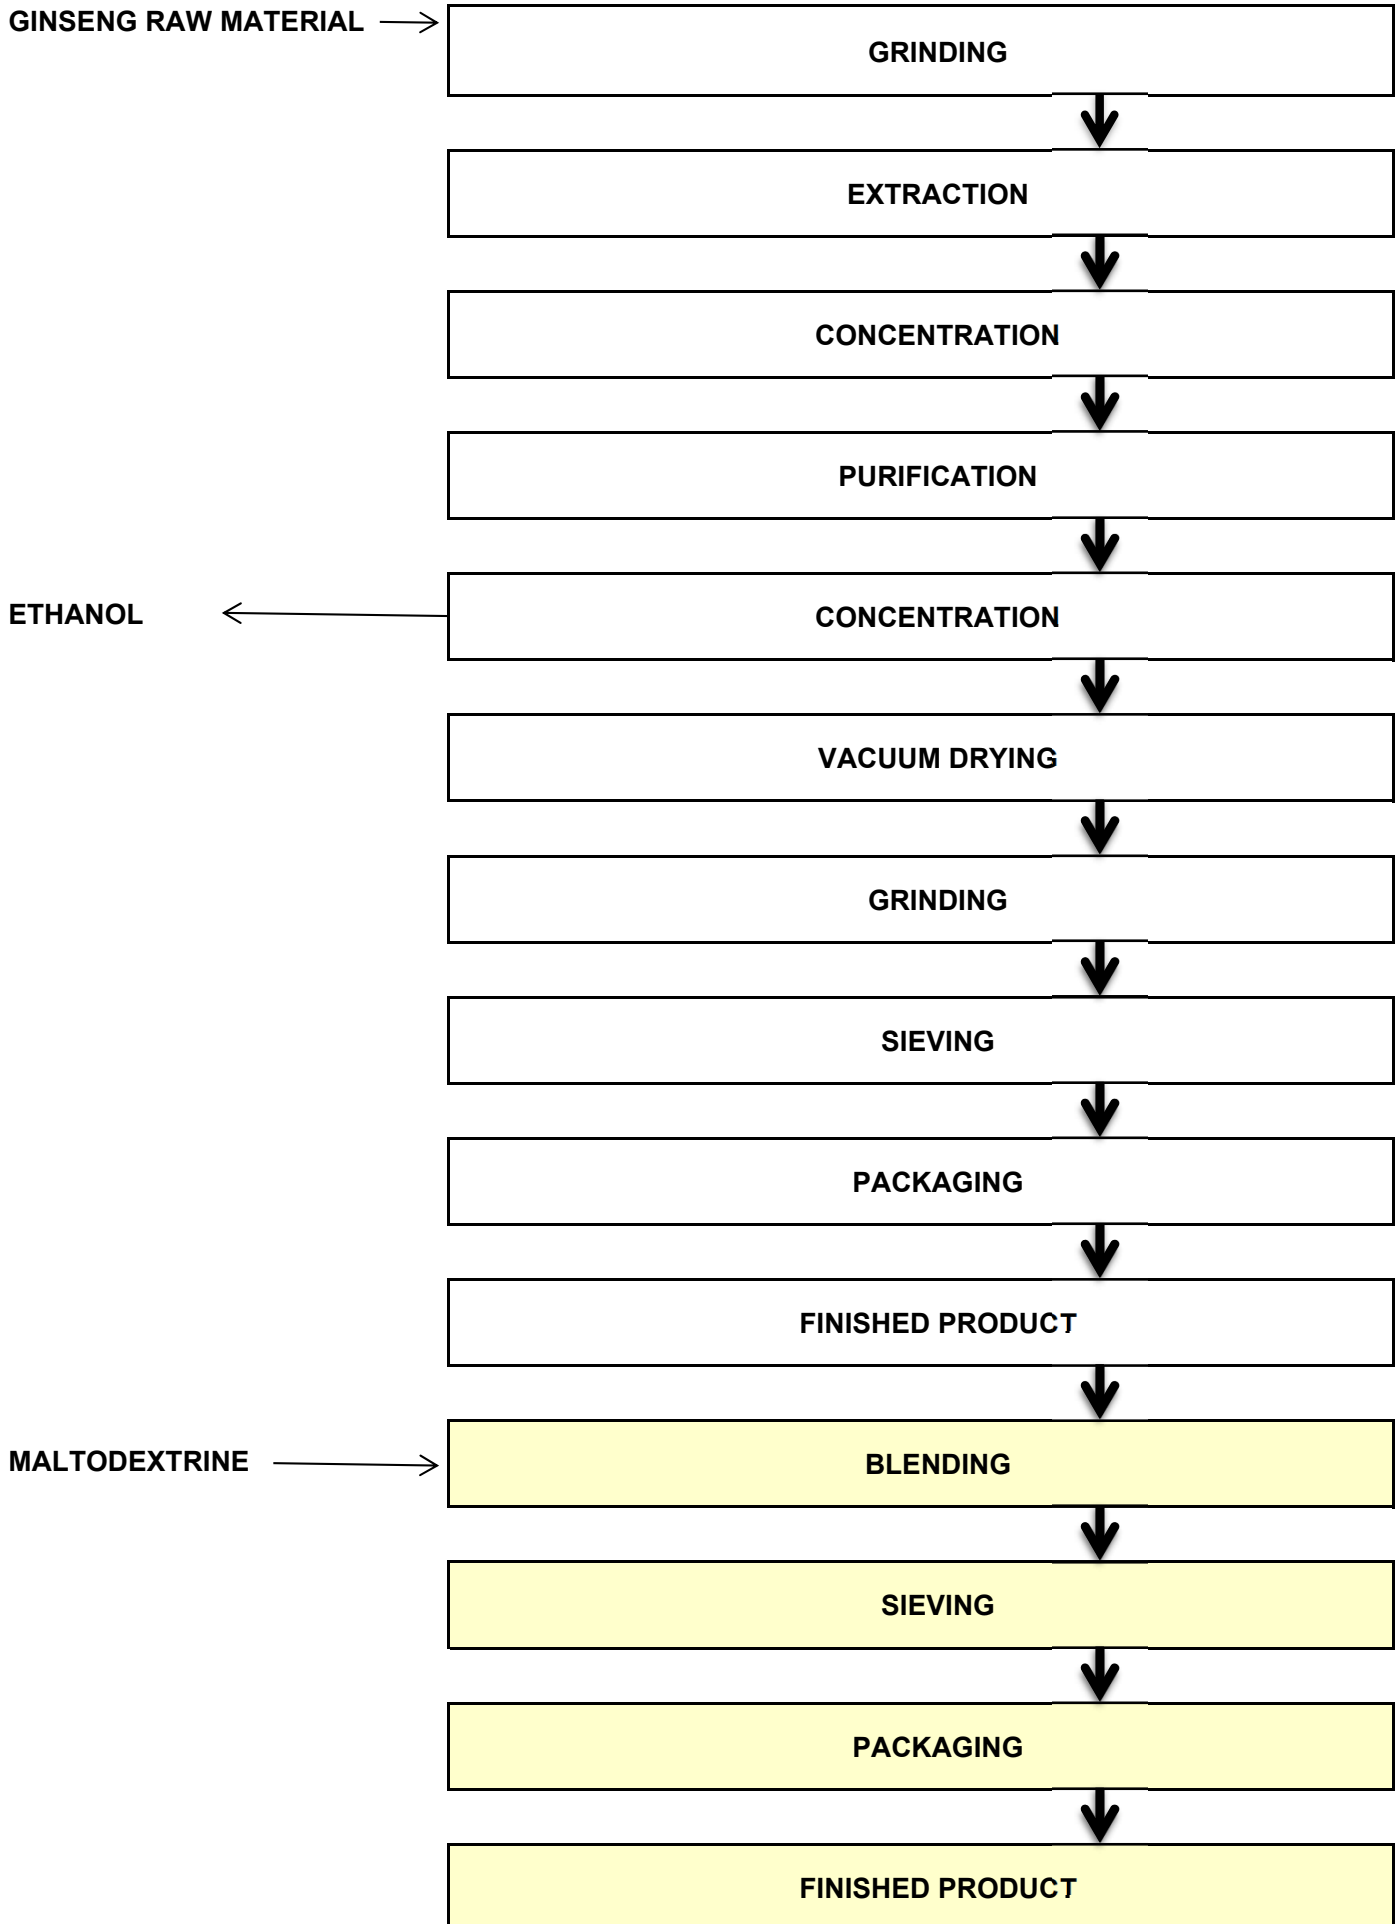 GINSENG RAW MATERIAL
GRINDING
EXTRACTION
CONCENTRATION
PURIFICATION
ETHANOL
CONCENTRATION
VACUUM DRYING
GRINDING
SIEVING
PACKAGING
FINISHED PRODUCT
MALTODEXTRINE
BLENDING
SIEVING
PACKAGING
FINISHED PRODUCT